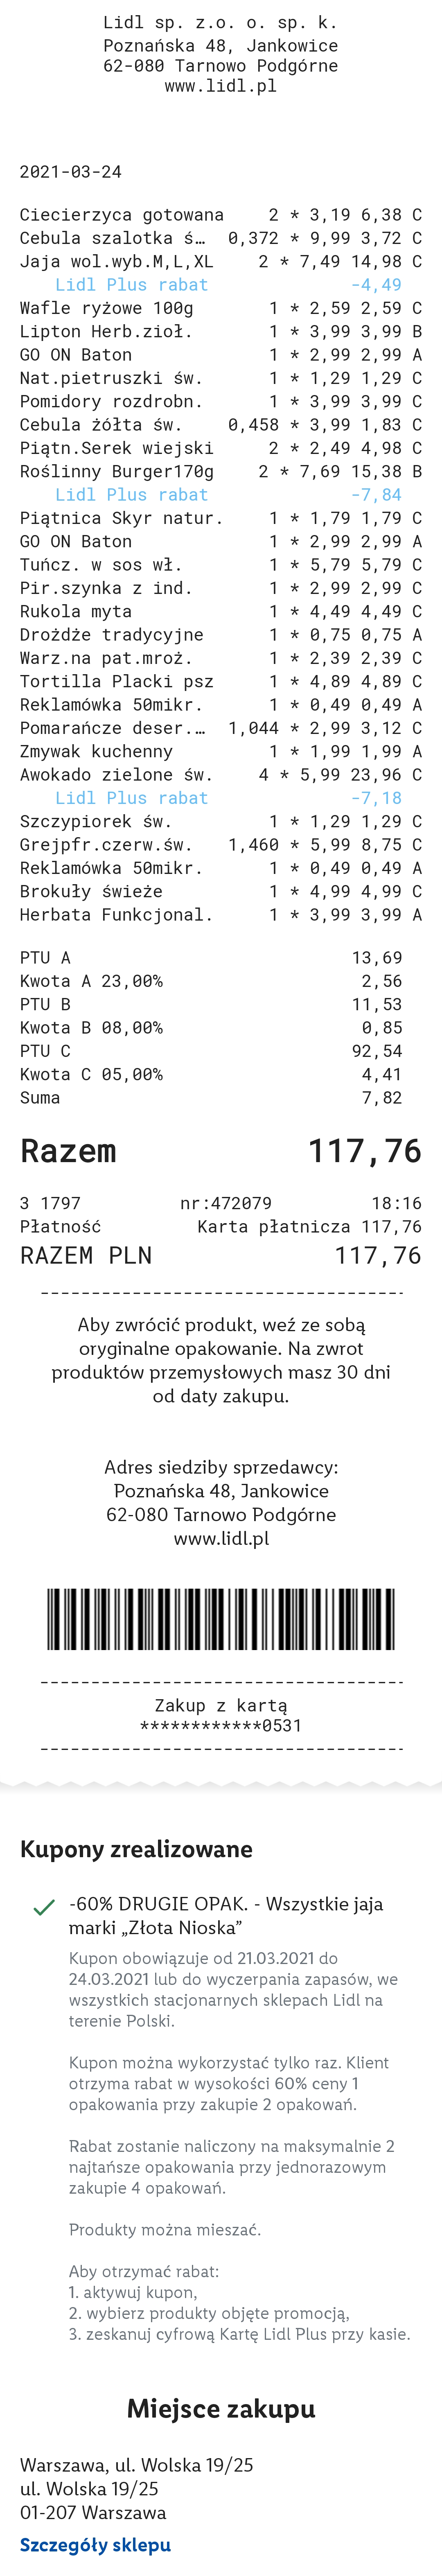 Lidl sp. z.o. o. sp. k.
Poznańska 48, Jankowice
62-080 Tarnowo Podgórne
www.lidl.pl
2021-03-24
Ciecierzyca gotowana 2 * 3,19 6,38 C
Cebula szalotka ś… 0,372 * 9,99 3,72 C
Jaja wol.wyb.M,L,XL 2 * 7,49 14,98 C
Lidl Plus rabat -4,49
Wafle ryżowe 100g 1 * 2,59 2,59 C
Lipton Herb.zioł. 1 * 3,99 3,99 B
GO ON Baton 1 * 2,99 2,99 A
Nat.pietruszki św. 1 * 1,29 1,29 C
Pomidory rozdrobn. 1 * 3,99 3,99 C
Cebula żółta św. 0,458 * 3,99 1,83 C
Piątn.Serek wiejski 2 * 2,49 4,98 C
Roślinny Burger170g 2 * 7,69 15,38 B
Lidl Plus rabat -7,84
Piątnica Skyr natur. 1 * 1,79 1,79 C
GO ON Baton 1 * 2,99 2,99 A
Tuńcz. w sos wł. 1 * 5,79 5,79 C
Pir.szynka z ind. 1 * 2,99 2,99 C
Rukola myta 1 * 4,49 4,49 C
Drożdże tradycyjne 1 * 0,75 0,75 A
Warz.na pat.mroż. 1 * 2,39 2,39 C
Tortilla Placki psz 1 * 4,89 4,89 C
Reklamówka 50mikr. 1 * 0,49 0,49 A
Pomarańcze deser.… 1,044 * 2,99 3,12 C
Zmywak kuchenny 1 * 1,99 1,99 A
Awokado zielone św. 4 * 5,99 23,96 C
Lidl Plus rabat -7,18
Szczypiorek św. 1 * 1,29 1,29 C
Grejpfr.czerw.św. 1,460 * 5,99 8,75 C
Reklamówka 50mikr. 1 * 0,49 0,49 A
Brokuły świeże 1 * 4,99 4,99 C
Herbata Funkcjonal. 1 * 3,99 3,99 A
PTU A 13,69
Kwota A 23,00% 2,56
PTU B 11,53
Kwota B 08,00% 0,85
PTU C 92,54
Kwota C 05,00% 4,41
Suma 7,82
Razem 117,76
3 1797 nr:472079 18:16
Płatność Karta płatnicza 117,76
RAZEM PLN 117,76
Aby zwrócić produkt, weź ze sobą
oryginalne opakowanie. Na zwrot
produktów przemysłowych masz 30 dni
od daty zakupu.
Adres siedziby sprzedawcy:
Poznańska 48, Jankowice
62-080 Tarnowo Podgórne
www.lidl.pl
Zakup z kartą
************0531
Kupony zrealizowane
-60% DRUGIE OPAK. - Wszystkie jaja
marki „Złota Nioska”
Kupon obowiązuje od 21.03.2021 do
24.03.2021 lub do wyczerpania zapasów, we
wszystkich stacjonarnych sklepach Lidl na
terenie Polski.
Kupon można wykorzystać tylko raz. Klient
otrzyma rabat w wysokości 60% ceny 1
opakowania przy zakupie 2 opakowań.
Rabat zostanie naliczony na maksymalnie 2
najtańsze opakowania przy jednorazowym
zakupie 4 opakowań.
Produkty można mieszać.
Aby otrzymać rabat:
1. aktywuj kupon,
2. wybierz produkty objęte promocją,
3. zeskanuj cyfrową Kartę Lidl Plus przy kasie.
Miejsce zakupu
Warszawa, ul. Wolska 19/25
ul. Wolska 19/25
01-207 Warszawa
Szczegóły sklepu